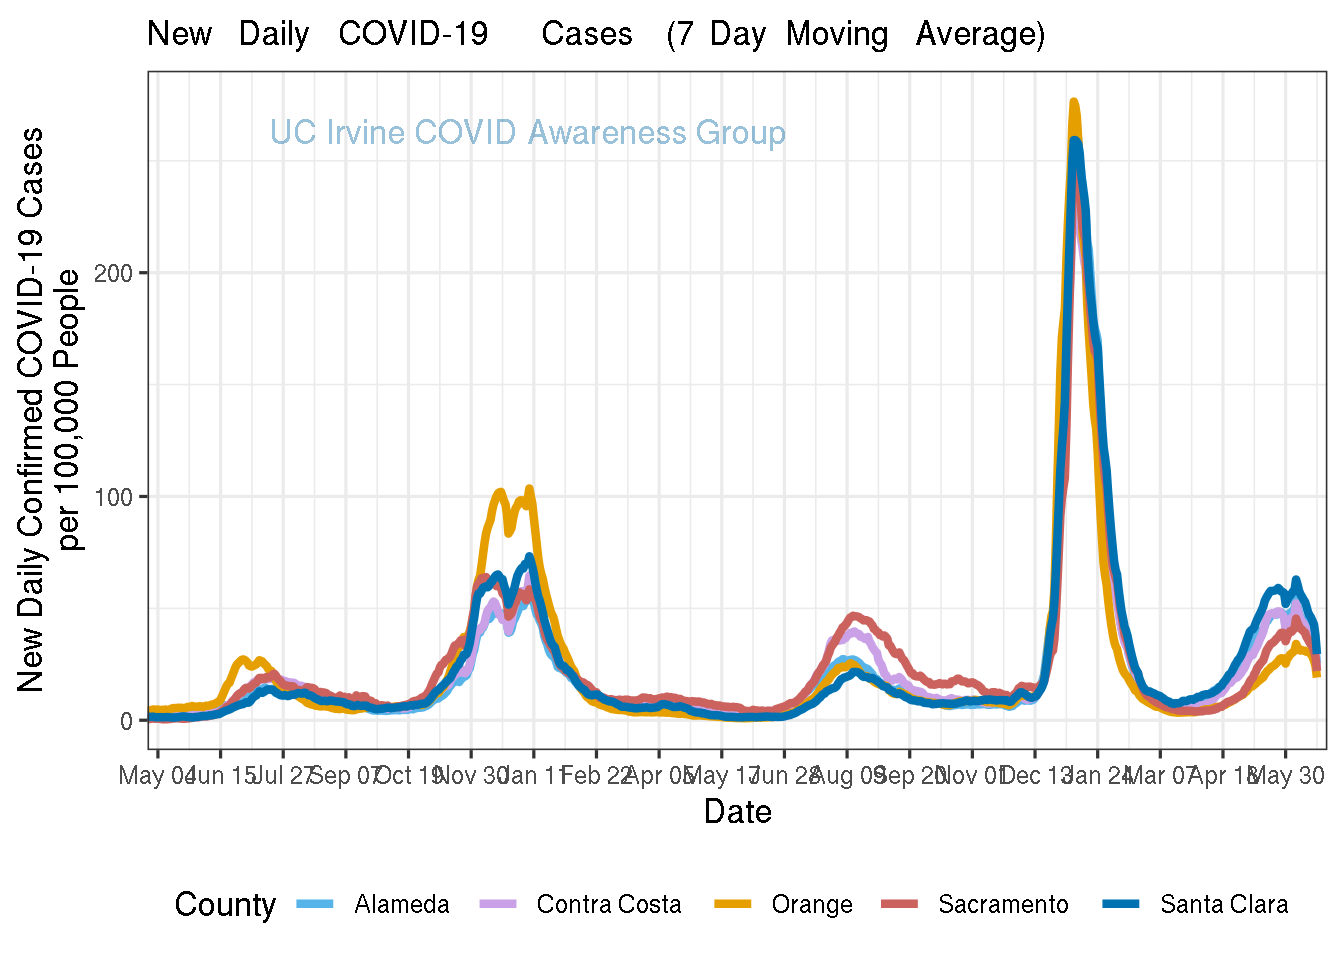 New Daily COVID-19 Cases (7 Day Moving Average)
UC Irvine COVID Awareness Group
New Daily Confirmed COVID-19 Cases
per 100,000 People
200
100
0
May 04 Jun 15 Jul 27 Sep 07 Oct 19 Nov 30 Jan 11 Feb 22 Apr 05 May 17 Jun 28 Aug 09 Sep 20 Nov 01 Dec 13 Jan 24 Mar 07 Apr 18 May 30
Date
County Alameda Contra Costa Orange Sacramento Santa Clara